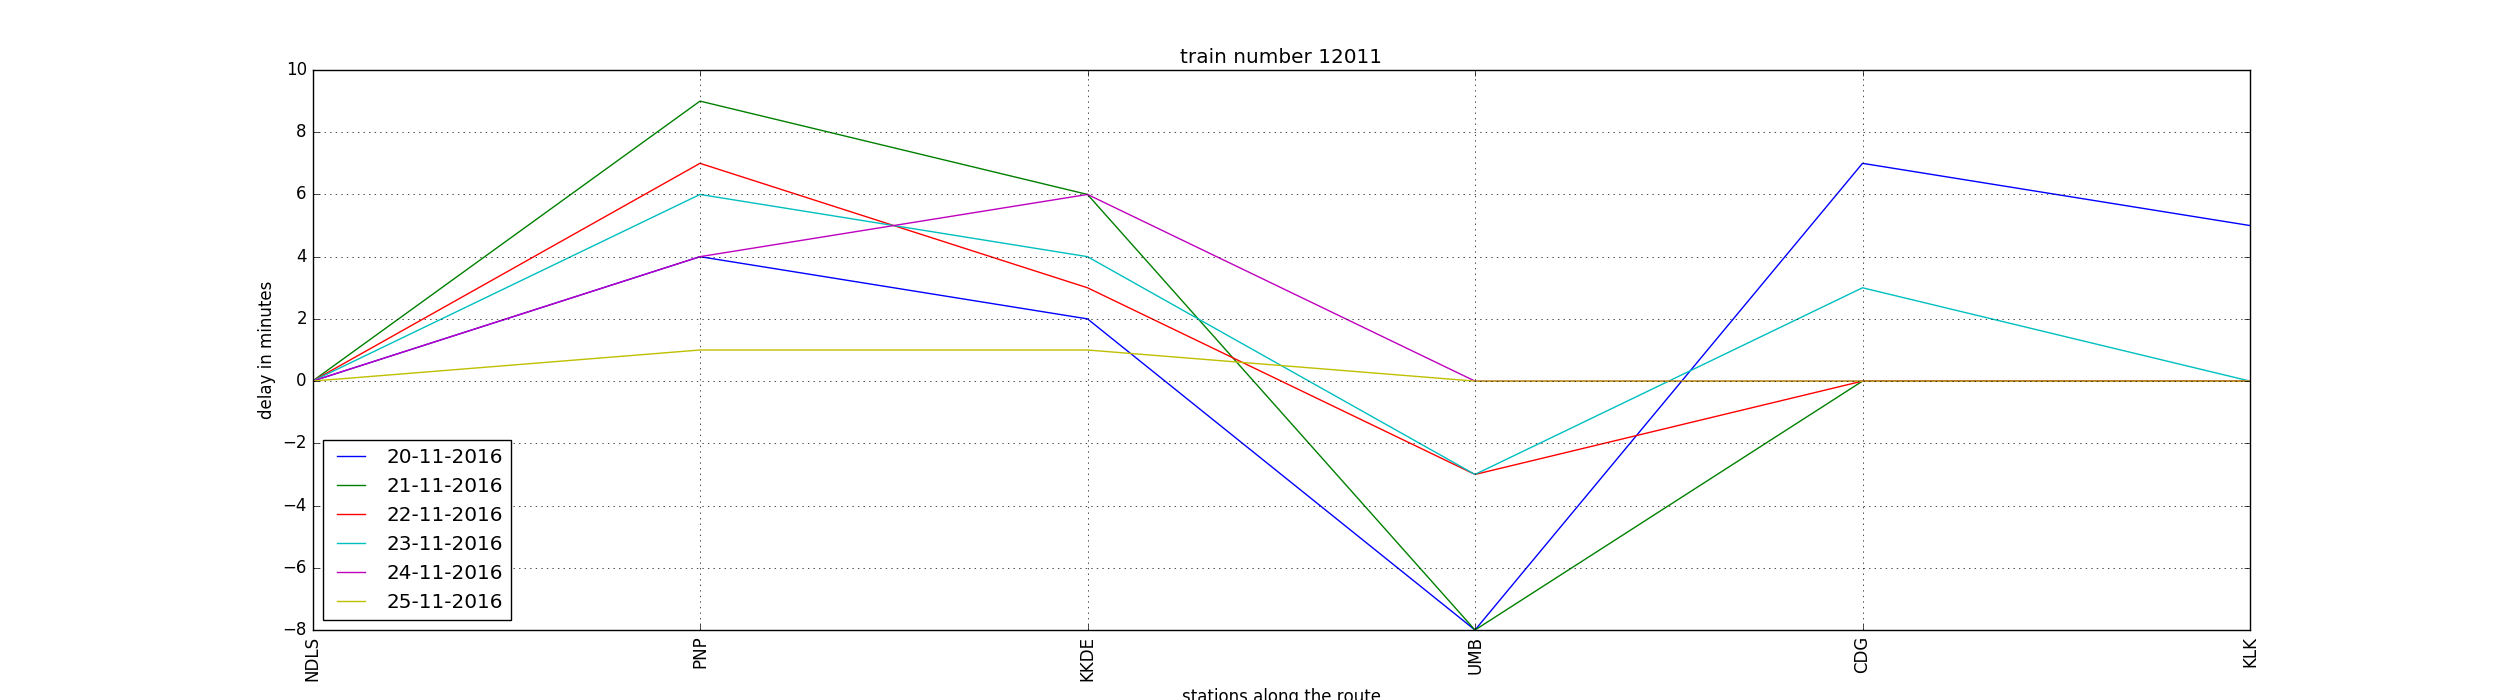 train number 12011
10
8
6
4
2
0
−2
−4
−6
−8
delay in minutes
20-11-2016
21-11-2016
22-11-2016
23-11-2016
24-11-2016
25-11-2016
NDLS
PNP
KKDE
UMB
CDG
KLK
stations along the route